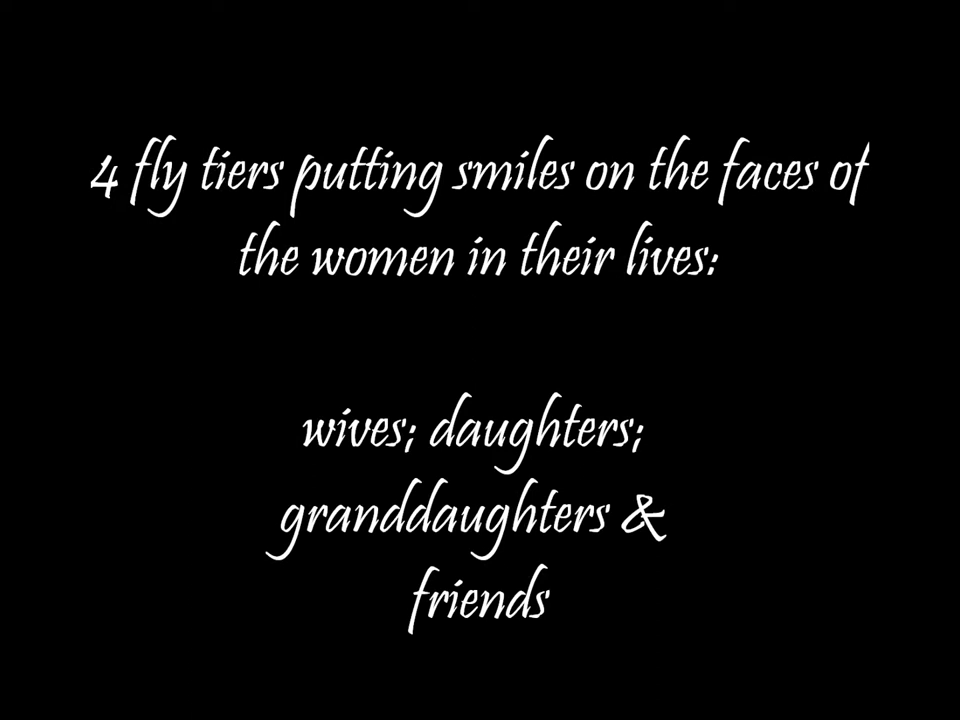 4 fly tiers putting smiles on the faces of
the women in their lives:
wives; daughters;
granddaughters &
friends